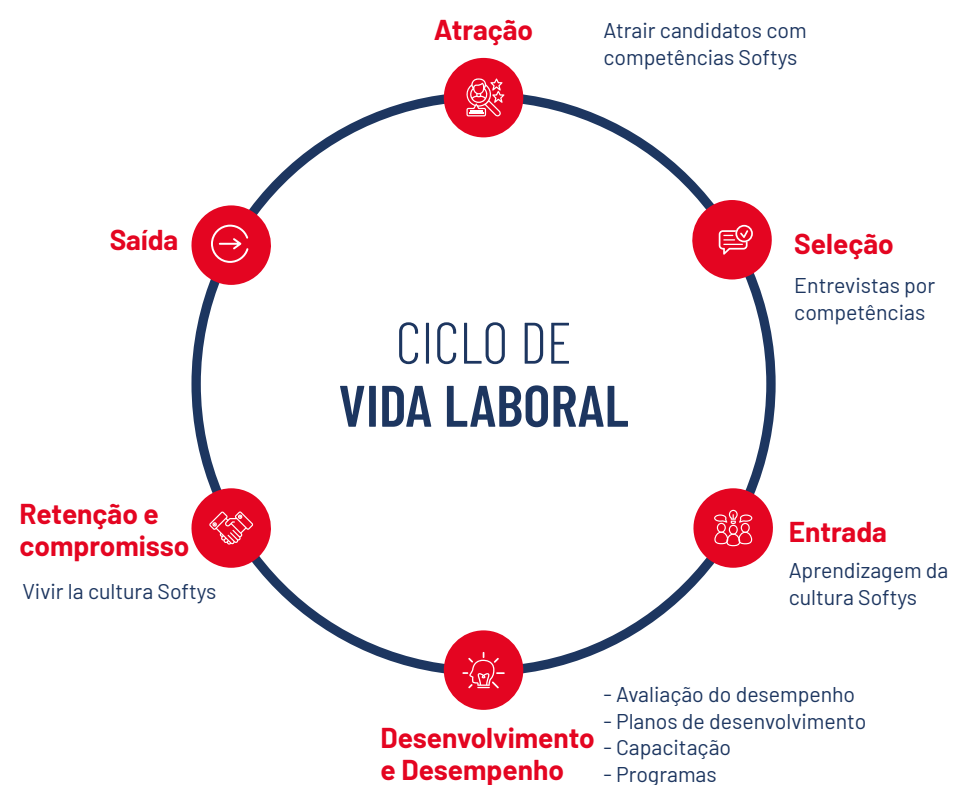 Atração
Atrair candidatos com
competências Softys
Seleção
Entrevistas por
competências
Entrada
Aprendizagem da
cultura Softys
Desenvolvimento
e Desempenho
- Avaliação do desempenho
- Planos de desenvolvimento
- Capacitação
- Programas
Retenção e
compromisso
Vivir la cultura Softys
Saída
CICLO DE
VIDA LABORAL